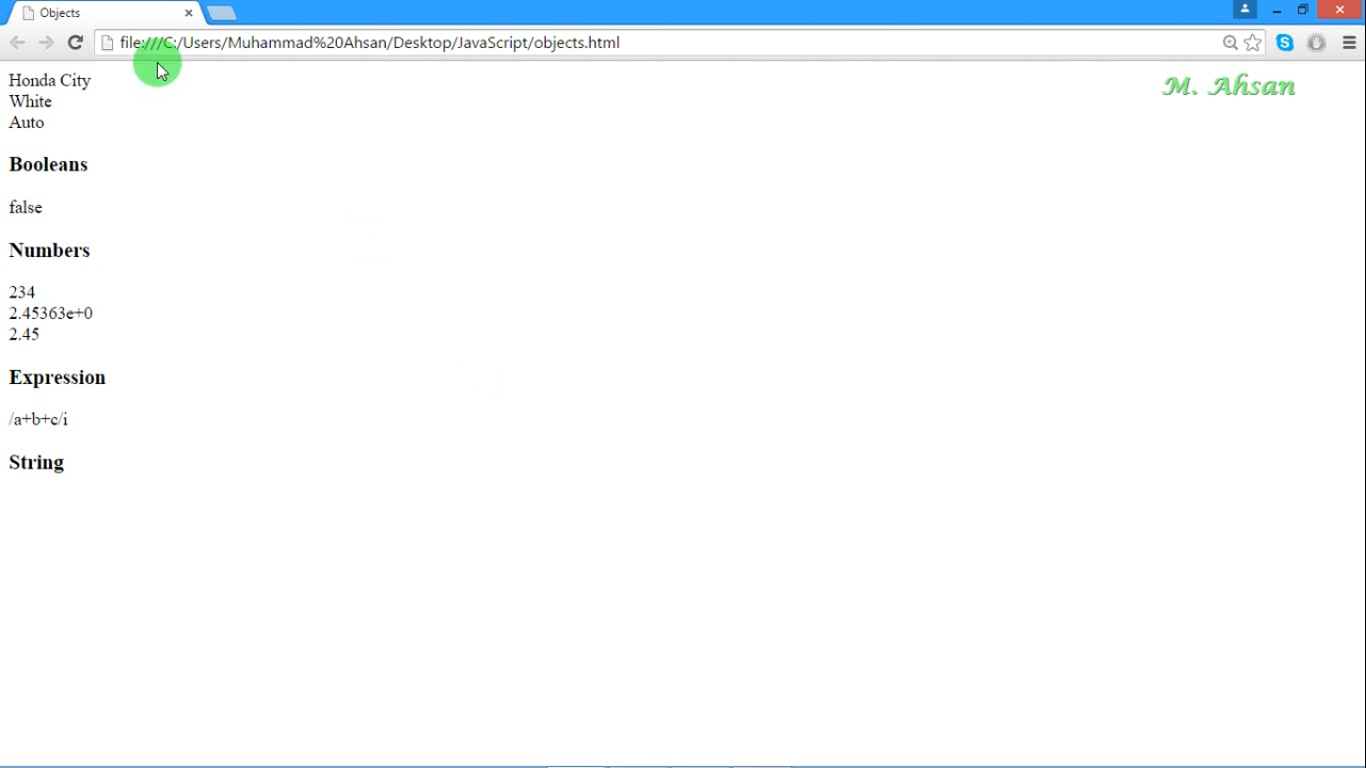 Objects
file:///C:/Users/Muhammad%20Ahsan/Desktop/JavaScript/objects.html
M. Ahsan
Honda City
White
Auto
Booleans
false
Numbers
234
2.45363e+0
2.45
Expression
/a+b+c/i
String